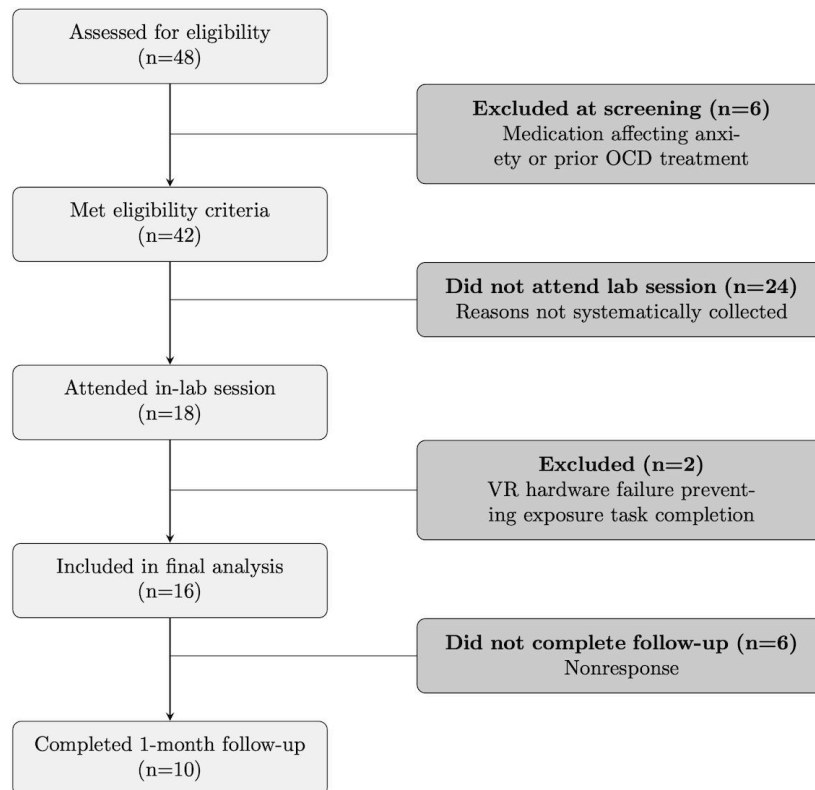 Assessed for eligibility
(n=48)
Excluded at screening (n=6)
Medication affecting anxi-
ety or prior OCD treatment
Met eligibility criteria
(n=42)
Did not attend lab session (n=24)
Reasons not systematically collected
Attended in-lab session
(n=18)
Excluded (n=2)
VR hardware failure prevent-
ing exposure task completion
Included in final analysis
(n=16)
Did not complete follow-up (n=6)
Nonresponse
Completed 1-month follow-up
(n=10)